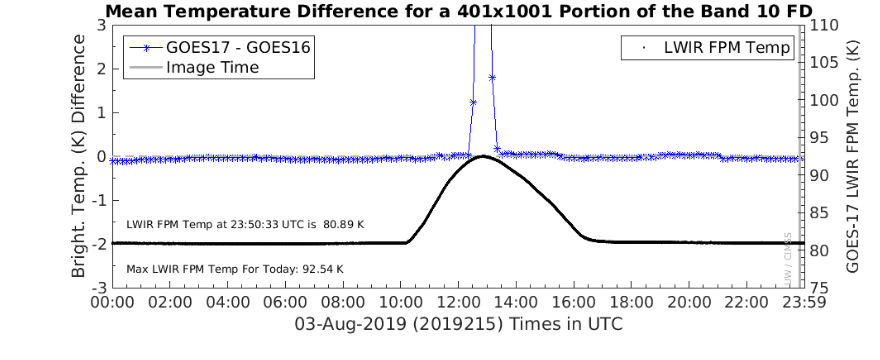 Mean Temperature Difference for a 401x1001 Portion of the Band 10 FD
GOES17 - GOES16
Image Time
LWIR FPM Temp
Bright. Temp. (K) Difference
3
2
1
0
-1
-2
-3
GOES-17 LWIR FPM Temp. (K)
110
105
100
95
90
85
80
75
LWIR FPM Temp at 23:50:33 UTC is 80.89 K
Max LWIR FPM Temp For Today: 92.54 K
UW / CIMSS
00:00 02:00 04:00 06:00 08:00 10:00 12:00 14:00 16:00 18:00 20:00 22:00 23:59
03-Aug-2019 (2019215) Times in UTC